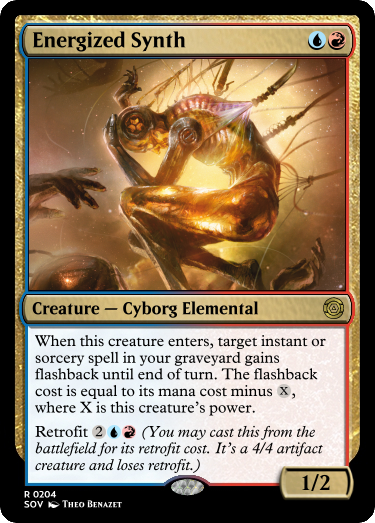 Energized Synth
Creature — Cyborg Elemental
When this creature enters, target instant or
sorcery spell in your graveyard gains
flashback until end of turn. The flashback
cost is equal to its mana cost minus X,
where X is this creature's power.
Retrofit 2 (You may cast this from the
battlefield for its retrofit cost. It's a 4/4 artifact
creature and loses retrofit.)
1/2
R 0204
SOV Theo Benazet